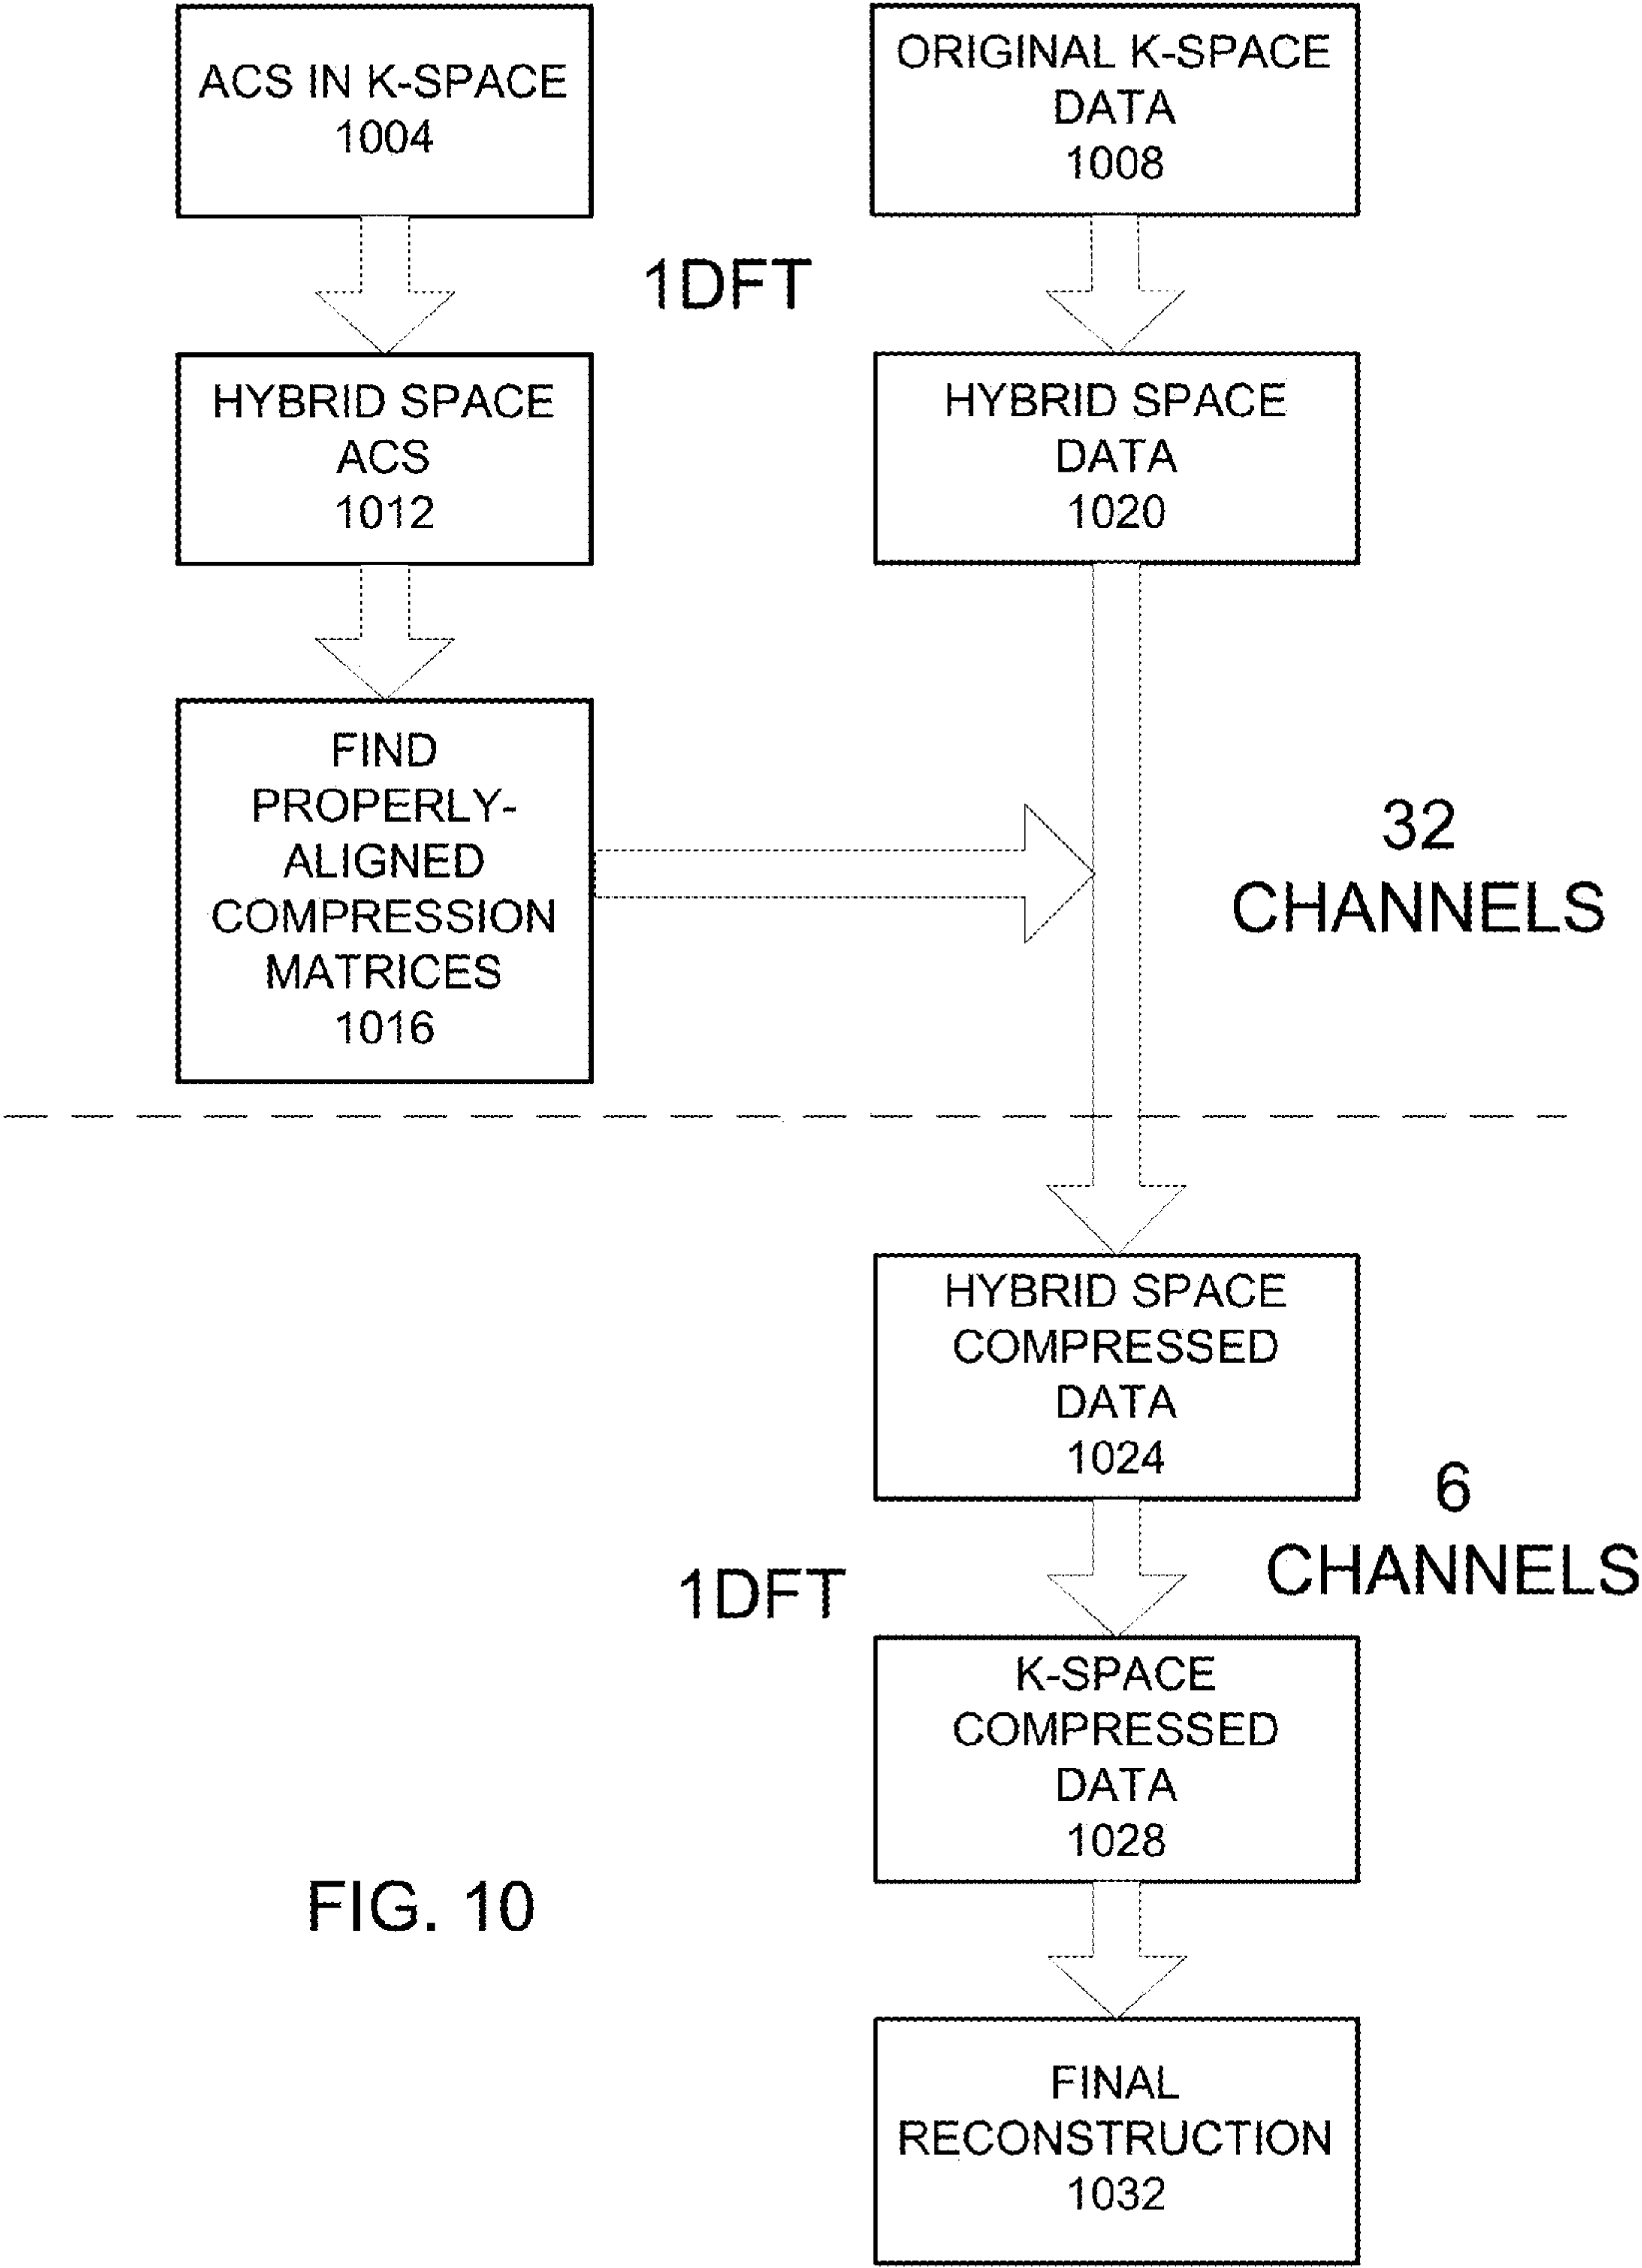 ACS IN K-SPACE
1004
ORIGINAL K-SPACE
DATA
1008
1DFT
HYBRID SPACE
ACS
1012
HYBRID SPACE
DATA
1020
FIND
PROPERLY-
ALIGNED
COMPRESSION
MATRICES
1016
32
CHANNELS
HYBRID SPACE
COMPRESSED
DATA
1024
6
CHANNELS
1DFT
K-SPACE
COMPRESSED
DATA
1028
FIG. 10
FINAL
RECONSTRUCTION
1032